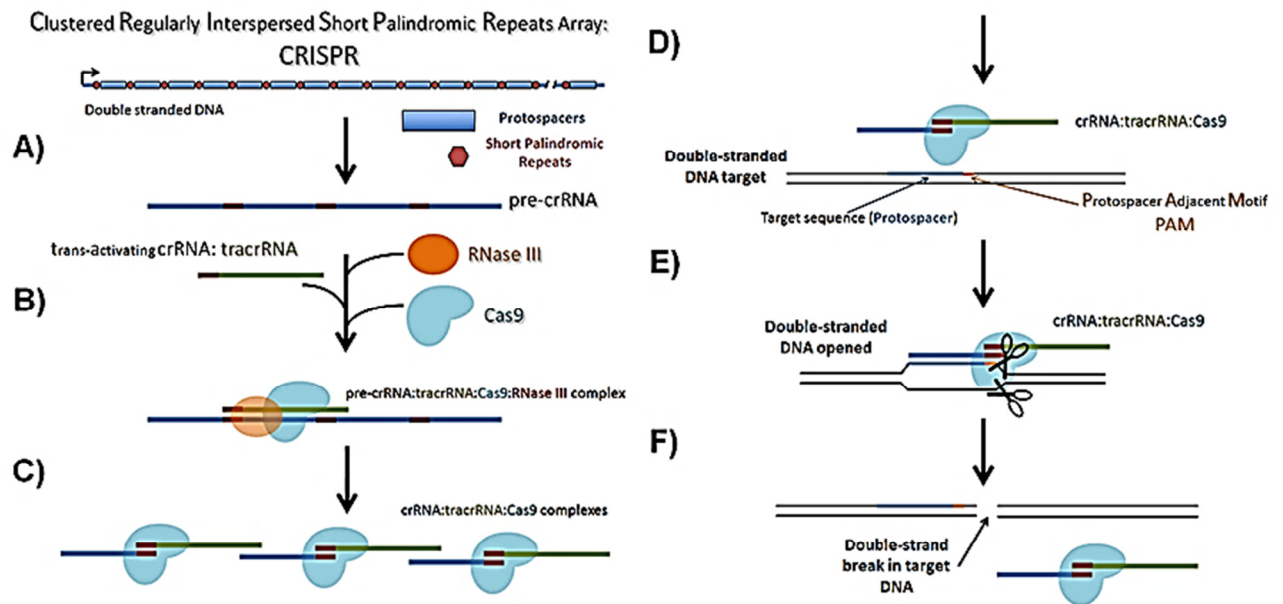 Clustered Regularly Interspersed Short Palindromic Repeats Array:
CRISPR
Double stranded DNA
Protospacers
Short Palindromic
Repeats
A)
pre-crRNA
trans-activating crRNA: tracrRNA
RNase III
B)
Cas9
pre-crRNA:tracrRNA:Cas9:RNase III complex
C)
crRNA:tracrRNA:Cas9 complexes
D)
crRNA:tracrRNA:Cas9
Double-stranded
DNA target
Target sequence (Protospacer)
Protospacer Adjacent Motif
PAM
E)
crRNA:tracrRNA:Cas9
Double-stranded
DNA opened
F)
Double-strand
break in target
DNA